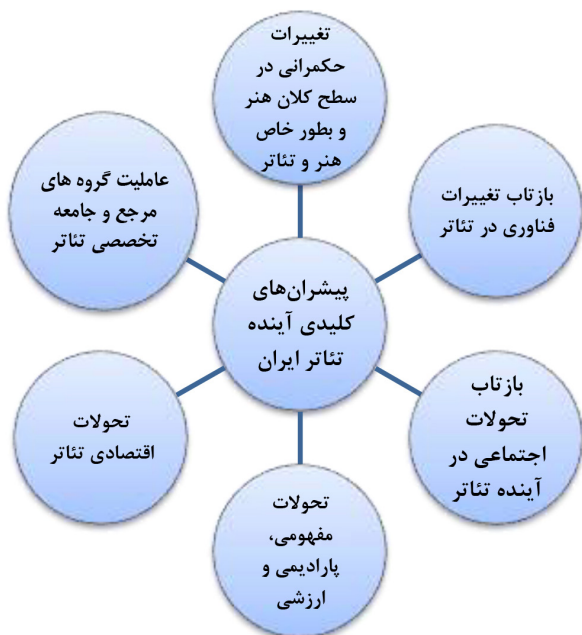 تغییرات
حکمرانی در
سطح کلان هنر
و بطور خاص
هنر و تئاتر
بازتاب تغییرات
فناوری در تئاتر
بازتاب
تحولات
اجتماعی در
آینده تئاتر
تحولات
مفهومی،
پارادیمی و
ارزشی
تحولات
اقتصادی تئاتر
عاملیت گروه های
مرجع و جامعه
تخصصی تئاتر
پیشران‌های
کلیدی آینده
تئاتر ایران